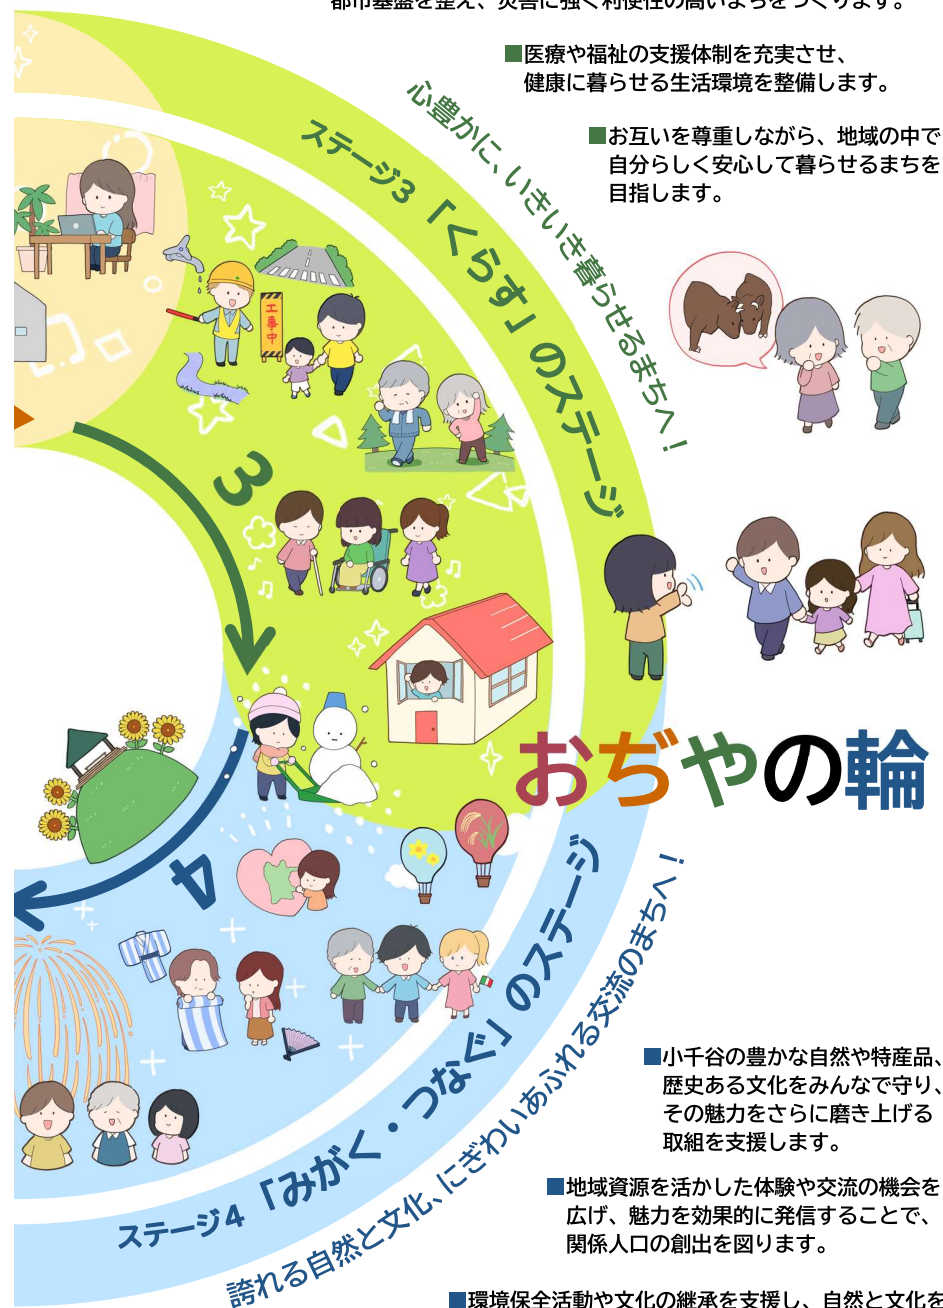 都市基盤を整え、災害に強く利便性の高いまちをつくります。
■医療や福祉の支援体制を充実させ、
健康に暮らせる生活環境を整備します。
■お互いを尊重しながら、地域の中で
自分らしく安心して暮らせるまちを
目指します。
心豊かに、いきいき暮らせるまちへ！
ステージ3「くらす」のステージ
工事中
3
おぢやの輪
4
ステージ4「みがく・つなぐ」のステージ
誇れる自然と文化、にぎわいあふれる交流のまちへ！
■小千谷の豊かな自然や特産品、
歴史ある文化をみんなで守り、
その魅力をさらに磨き上げる
取組を支援します。
■地域資源を活かした体験や交流の機会を
広げ、魅力を効果的に発信することで、
関係人口の創出を図ります。
■環境保全活動や文化の継承を支援し、自然と文化を